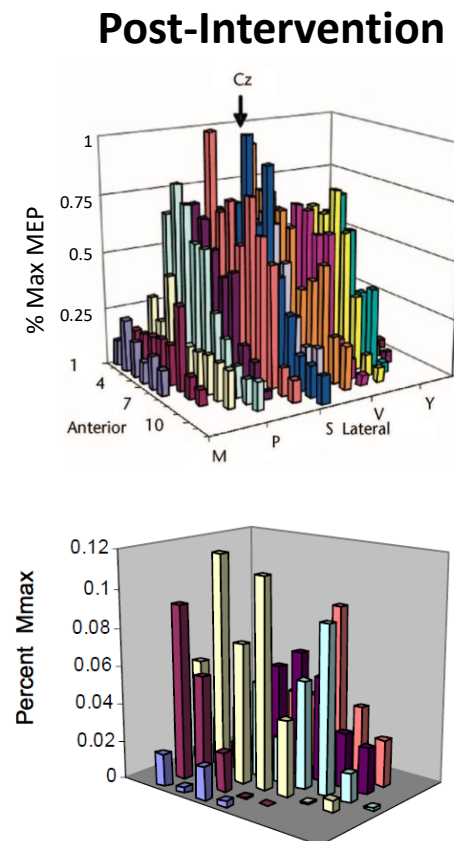 Post-Intervention
Cz
1
0.75
0.5
0.25
1
% Max MEP
4
7
10
Anterior
M
P
S Lateral
V
Y
0.12
0.1
0.08
0.06
0.04
0.02
0
Percent Mmax